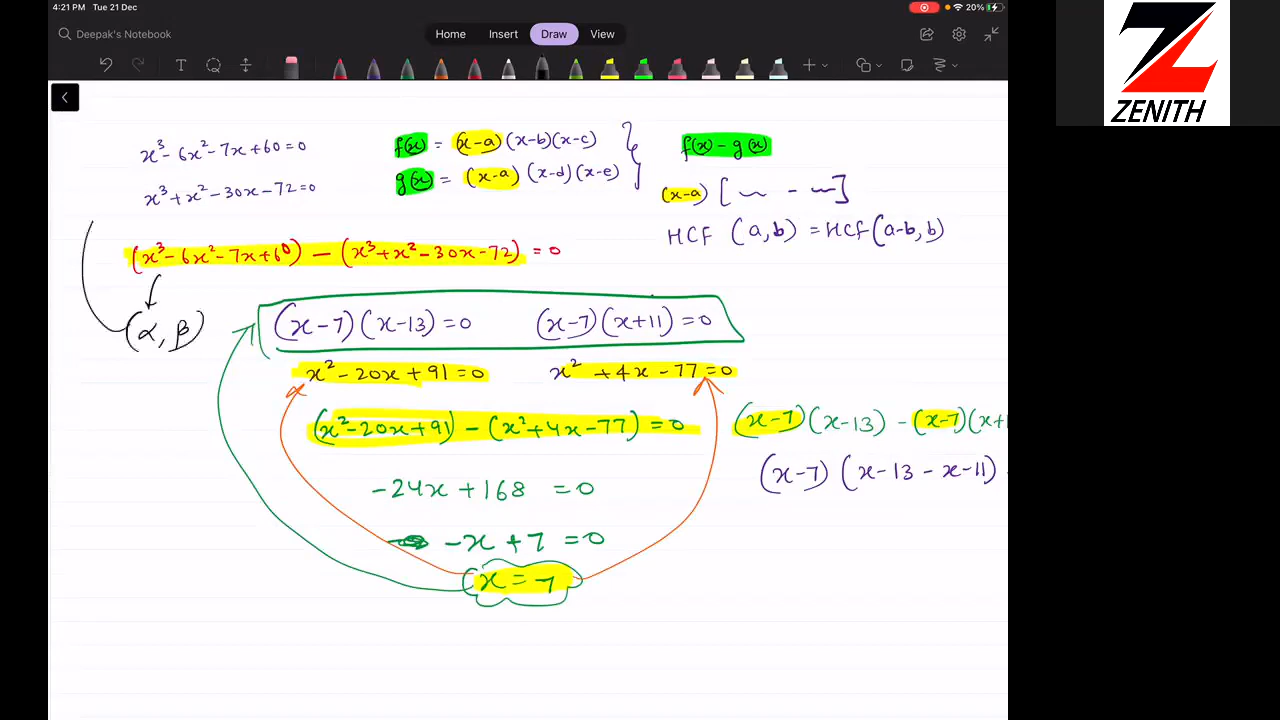 4:21 PM Tue 21 Dec
20%
Deepak's Notebook
Home Insert Draw View
ZENITH
x³ - 6x² - 7x + 60 = 0
x³ + x² - 30x - 72 = 0
f(x) = (x-a) (x-b)(x-c)
g(x) = (x-a) (x-d)(x-e)
f(x) - g(x)
(x-a) [ ~ - ~ ]
HCF (a,b) = HCF(a-b, b)
(x³ - 6x² - 7x + 60) - (x³ + x² - 30x - 72) = 0
(α, β)
(x-7)(x-13) = 0 (x-7)(x+11) = 0
x² - 20x + 91 = 0 x² + 4x - 77 = 0
(x² - 20x + 91) - (x² + 4x - 77) = 0
(x-7)(x-13) - (x-7)(x+1
(x-7) (x-13-x-11)
-24x + 168 = 0
-x + 7 = 0
x = 7